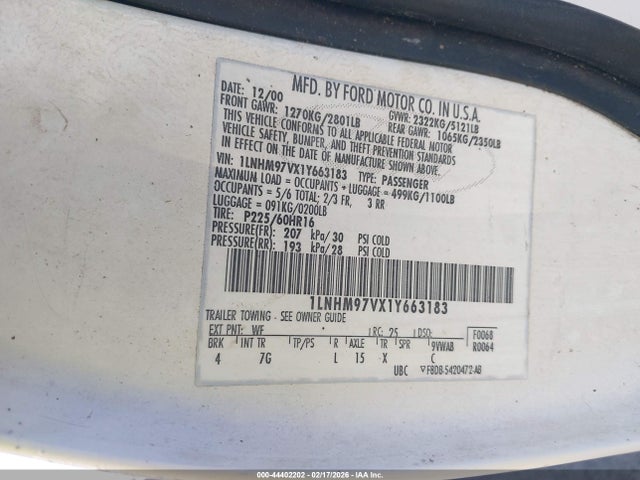 MFD. BY FORD MOTOR CO. IN U.S.A.
DATE: 12/00 GVWR: 2322KG/5121LB
FRONT GAWR: 1270KG/2801LB REAR GAWR: 1065KG/2350LB
THIS VEHICLE CONFORMS TO ALL APPLICABLE FEDERAL MOTOR
VEHICLE SAFETY, BUMPER, AND THEFT PREVENTION STANDARDS
IN EFFECT ON THE DATE OF MANUFACTURE SHOWN ABOVE.
VIN: 1LNHM97VX1Y663183 TYPE: PASSENGER
MAXIMUM LOAD = OCCUPANTS + LUGGAGE = 499KG/1100LB
OCCUPANTS = 5/6 TOTAL; 2/3 FR, 3 RR
LUGGAGE = 091KG/0200LB
TIRE: P225/60HR16
PRESSURE(FR) 207 kPa/30 PSI COLD
PRESSURE(RR) 193 kPa/28 PSI COLD
1LNHM97VX1Y663183
TRAILER TOWING - SEE OWNER GUIDE
EXT PNT: WF RC: 25 DSO: F0068
BRK INT TR TP/PS R AXLE TR SPR 9VWAB R0064
4 7G L 15 X C
UBC ▽F8DB-5420472-AB
000-44402202 - 02/17/2026 - COPART, IAA